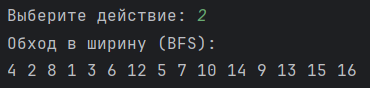 Выберите действие: 2
Обход в ширину (BFS):
4 2 8 1 3 6 12 5 7 10 14 9 13 15 16